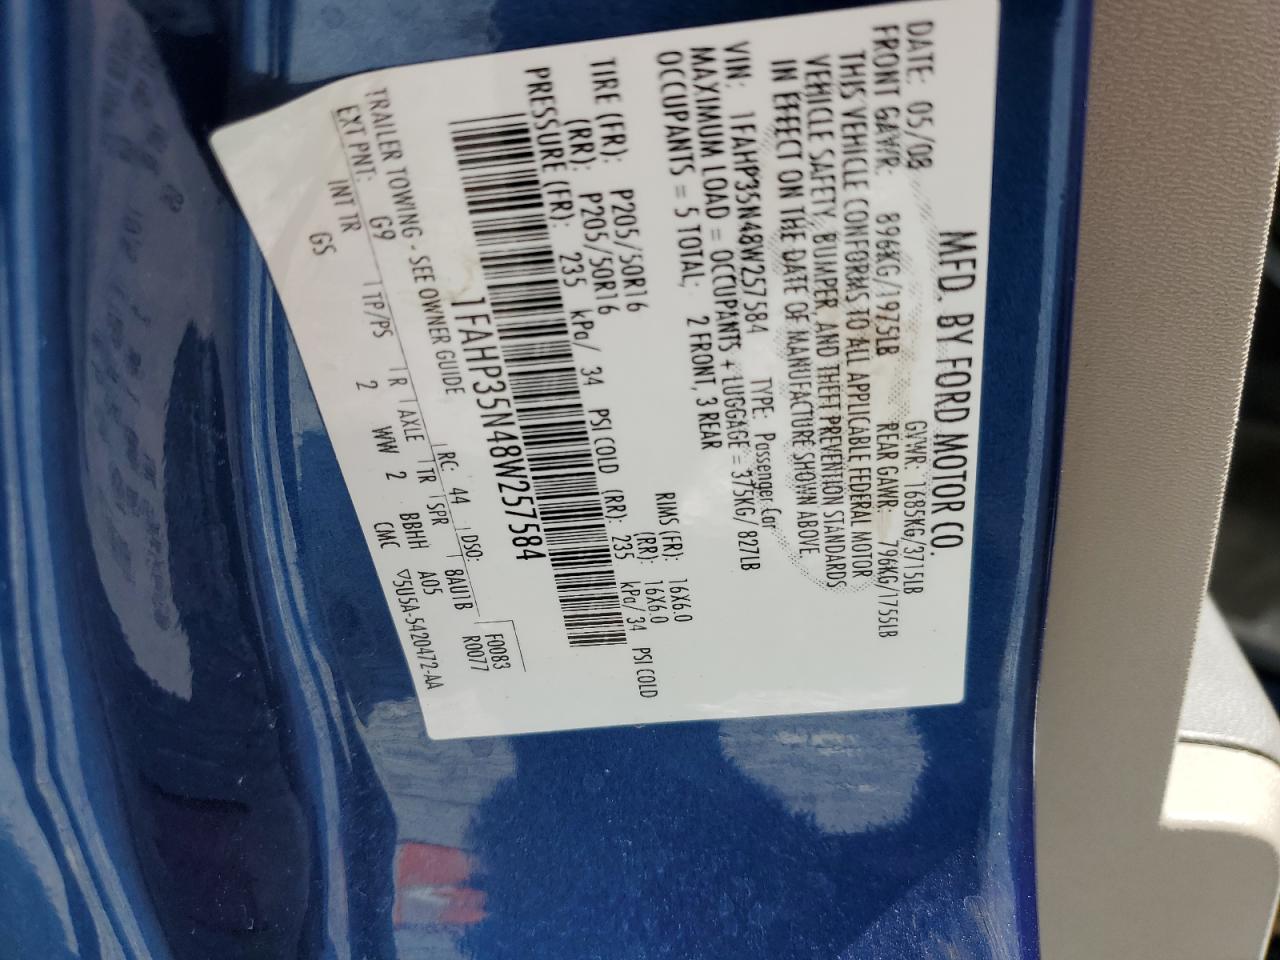 MFD. BY FORD MOTOR CO.
DATE: 05/08 GVWR: 1685KG/3715LB
FRONT GAWR: 896KG/1975LB REAR GAWR: 796KG/1755LB
THIS VEHICLE CONFORMS TO ALL APPLICABLE FEDERAL MOTOR
VEHICLE SAFETY, BUMPER AND THEFT PREVENTION STANDARDS
IN EFFECT ON THE DATE OF MANUFACTURE SHOWN ABOVE.
VIN: 1FAHP35N48W257584 TYPE: Passenger Car
MAXIMUM LOAD = OCCUPANTS + LUGGAGE = 375KG/827LB
OCCUPANTS = 5 TOTAL; 2 FRONT, 3 REAR
TIRE (FR): P205/50R16 RIMS (FR): 16X6.0
(RR): P205/50R16 (RR): 16X6.0
PRESSURE (FR): 235 kPa/ 34 PSI COLD (RR): 235 kPa/34 PSI COLD
1FAHP35N48W257584
TRAILER TOWING - SEE OWNER GUIDE F0083
EXT PNT: G9 RC: 44 DSO: R0077
INT TR TP/PS R AXLE TR SPR 8AU1B
GS 2 2 BBHH A05
WW CMC ▽5U5A-5420472-AA